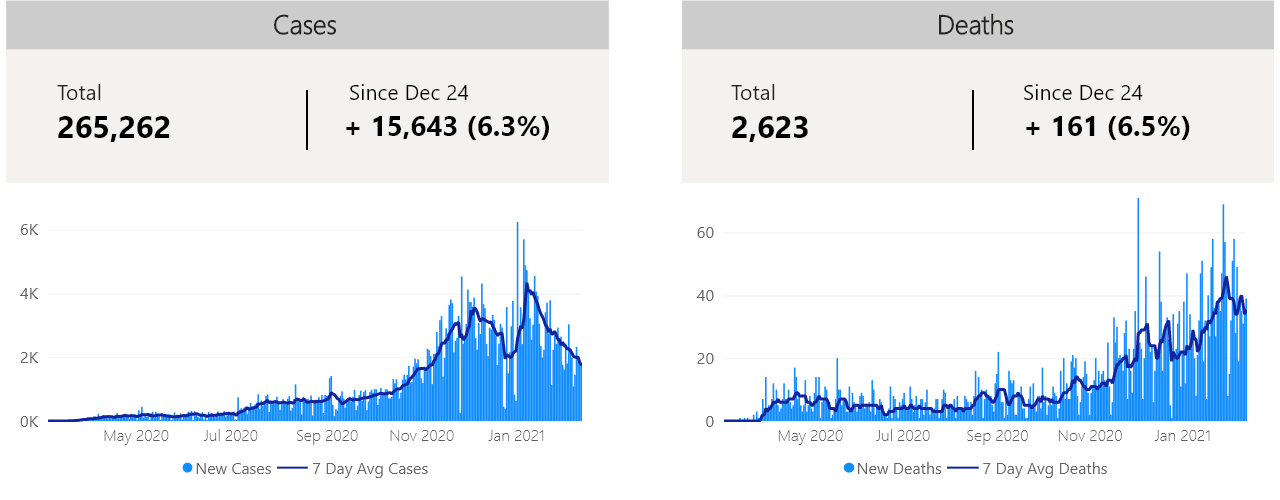 Cases
Total
265,262
Since Dec 24
+ 15,643 (6.3%)
6K
4K
2K
0K
May 2020 Jul 2020 Sep 2020 Nov 2020 Jan 2021
New Cases 7 Day Avg Cases
Deaths
Total
2,623
Since Dec 24
+ 161 (6.5%)
60
40
20
0
May 2020 Jul 2020 Sep 2020 Nov 2020 Jan 2021
New Deaths 7 Day Avg Deaths